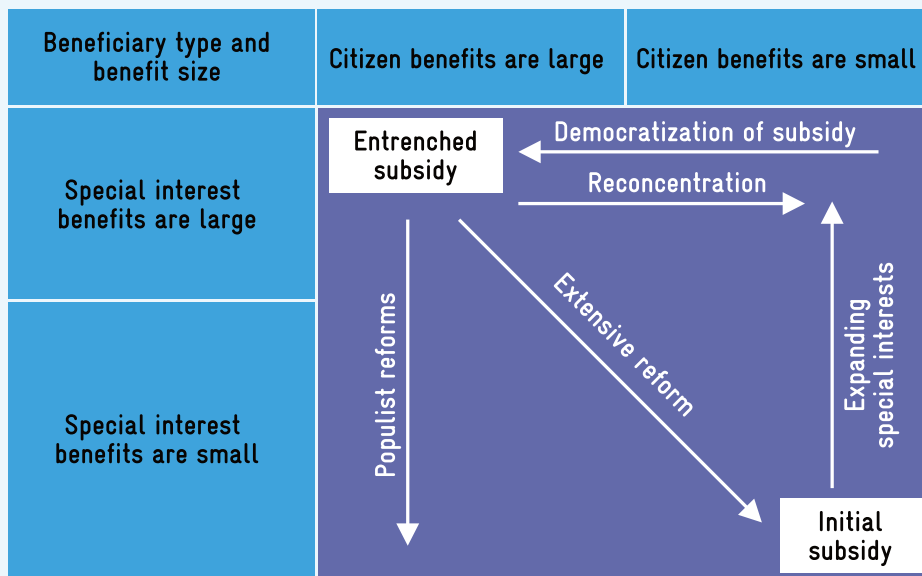 Beneficiary type and
benefit size
Citizen benefits are large
Citizen benefits are small
Special interest
benefits are large
Entrenched
subsidy
Democratization of subsidy
Reconcentration
Special interest
benefits are small
Populist reforms
Extensive reform
Expanding
special interests
Initial
subsidy